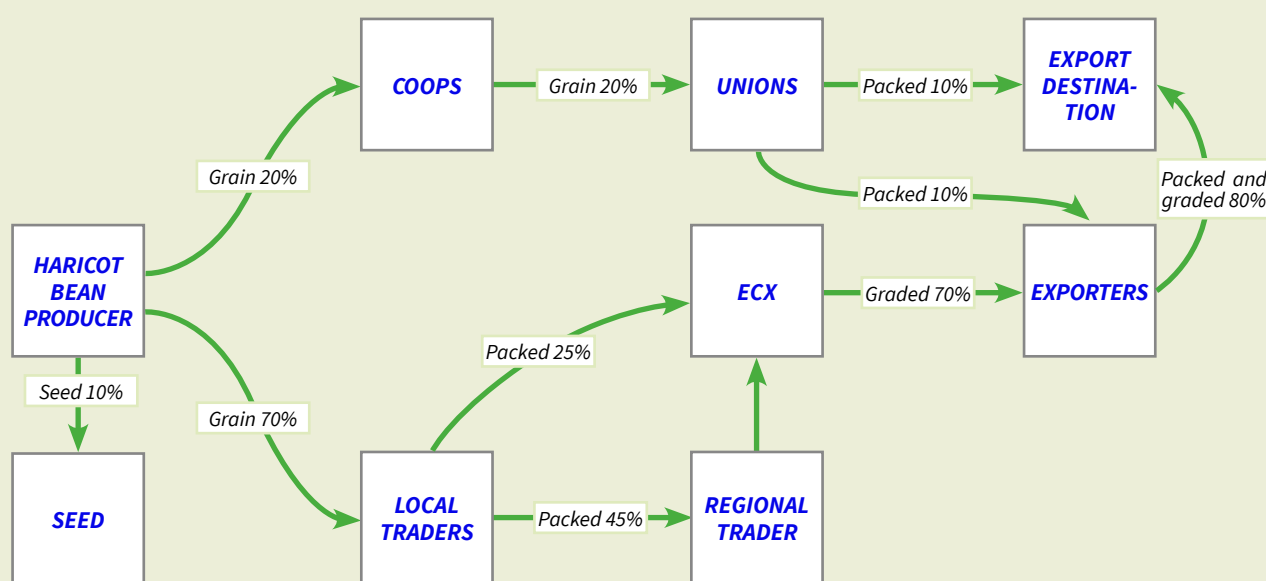 COOPS
Grain 20%
UNIONS
Packed 10%
EXPORT
DESTINA-
TION
Grain 20%
Packed 10%
Packed and
graded 80%
HARICOT
BEAN
PRODUCER
ECX
Graded 70%
EXPORTERS
Packed 25%
Seed 10%
Grain 70%
SEED
LOCAL
TRADERS
Packed 45%
REGIONAL
TRADER